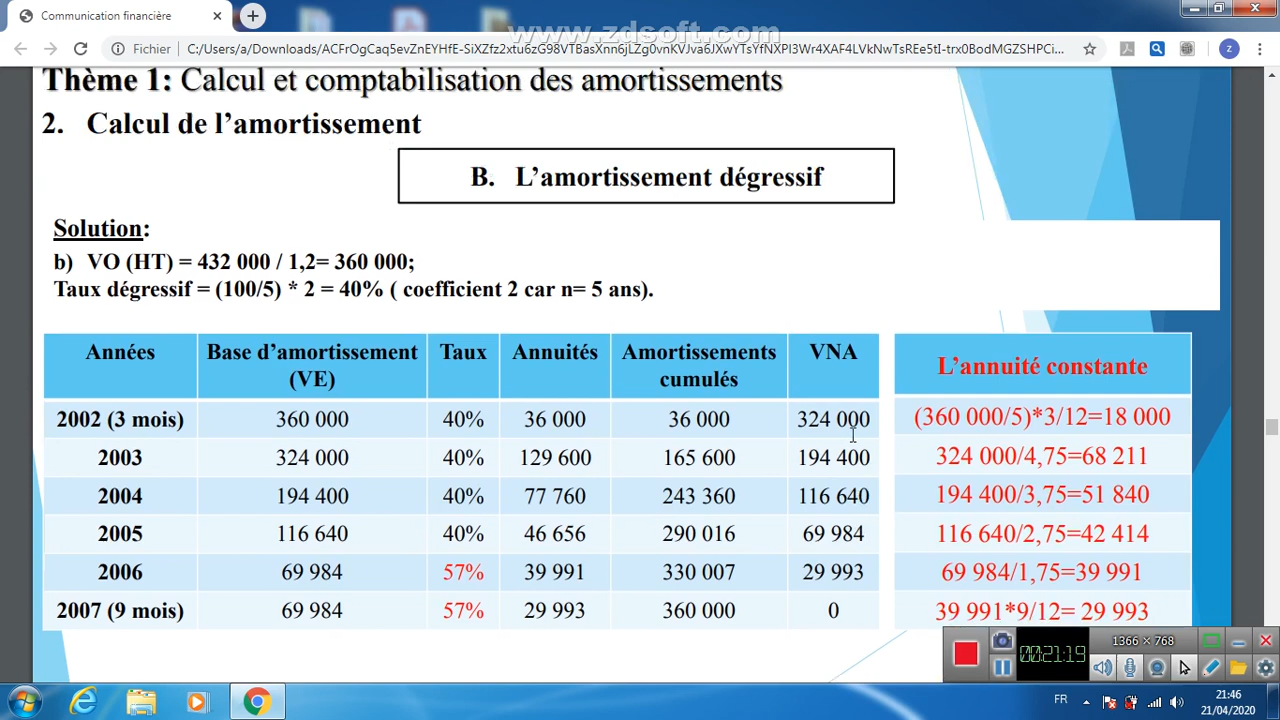 Communication financière
www.zdsoft.com
Fichier
Thème 1: Calcul et comptabilisation des amortissements
2. Calcul de l’amortissement
B. L’amortissement dégressif
Solution:
b) VO (HT) = 432 000 / 1,2= 360 000;
Taux dégressif = (100/5) * 2 = 40% ( coefficient 2 car n= 5 ans).
Années Base d’amortissement (VE) Taux Annuités Amortissements cumulés VNA L’annuité constante
2002 (3 mois) 360 000 40% 36 000 36 000 324 000 (360 000/5)*3/12=18 000
2003 324 000 40% 129 600 165 600 194 400 324 000/4,75=68 211
2004 194 400 40% 77 760 243 360 116 640 194 400/3,75=51 840
2005 116 640 40% 46 656 290 016 69 984 116 640/2,75=42 414
2006 69 984 57% 39 991 330 007 29 993 69 984/1,75=39 991
2007 (9 mois) 69 984 57% 29 993 360 000 0 39 991*9/12= 29 993
1366 × 768
00:21:19
FR
21:46
21/04/2020